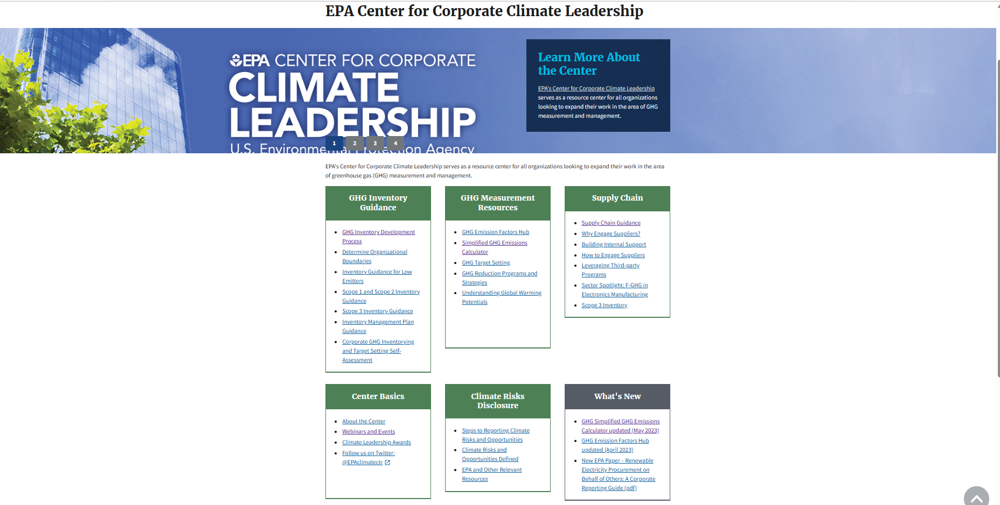 EPA Center for Corporate Climate Leadership
EPA CENTER FOR CORPORATE
CLIMATE
LEADERSHIP
U.S. Environmental Protection Agency
1 2 3 4
Learn More About
the Center
EPA's Center for Corporate Climate Leadership
serves as a resource center for all organizations
looking to expand their work in the area of GHG
measurement and management.
EPA's Center for Corporate Climate Leadership serves as a resource center for all organizations looking to expand their work in the area
of greenhouse gas (GHG) measurement and management.
GHG Inventory
Guidance
GHG Inventory Development
Process
Determine Organizational
Boundaries
Inventory Guidance for Low
Emitters
Scope 1 and Scope 2 Inventory
Guidance
Scope 3 Inventory Guidance
Inventory Management Plan
Guidance
Corporate GHG Inventorying
and Target Setting Self-
Assessment
GHG Measurement
Resources
GHG Emission Factors Hub
Simplified GHG Emissions
Calculator
GHG Target Setting
GHG Reduction Programs and
Strategies
Understanding Global Warming
Potentials
Supply Chain
Supply Chain Guidance
Why Engage Suppliers?
Building Internal Support
How to Engage Suppliers
Leveraging Third-party
Programs
Sector Spotlight: F-GHG in
Electronics Manufacturing
Scope 3 Inventory
Center Basics
About the Center
Webinars and Events
Climate Leadership Awards
Follow us on Twitter:
@EPAclimatectr
Climate Risks
Disclosure
Steps to Reporting Climate
Risks and Opportunities
Climate Risks and
Opportunities Defined
EPA and Other Relevant
Resources
What's New
GHG Simplified GHG Emissions
Calculator updated (May 2023)
GHG Emission Factors Hub
updated (April 2023)
New EPA Paper – Renewable
Electricity Procurement on
Behalf of Others: A Corporate
Reporting Guide (pdf)